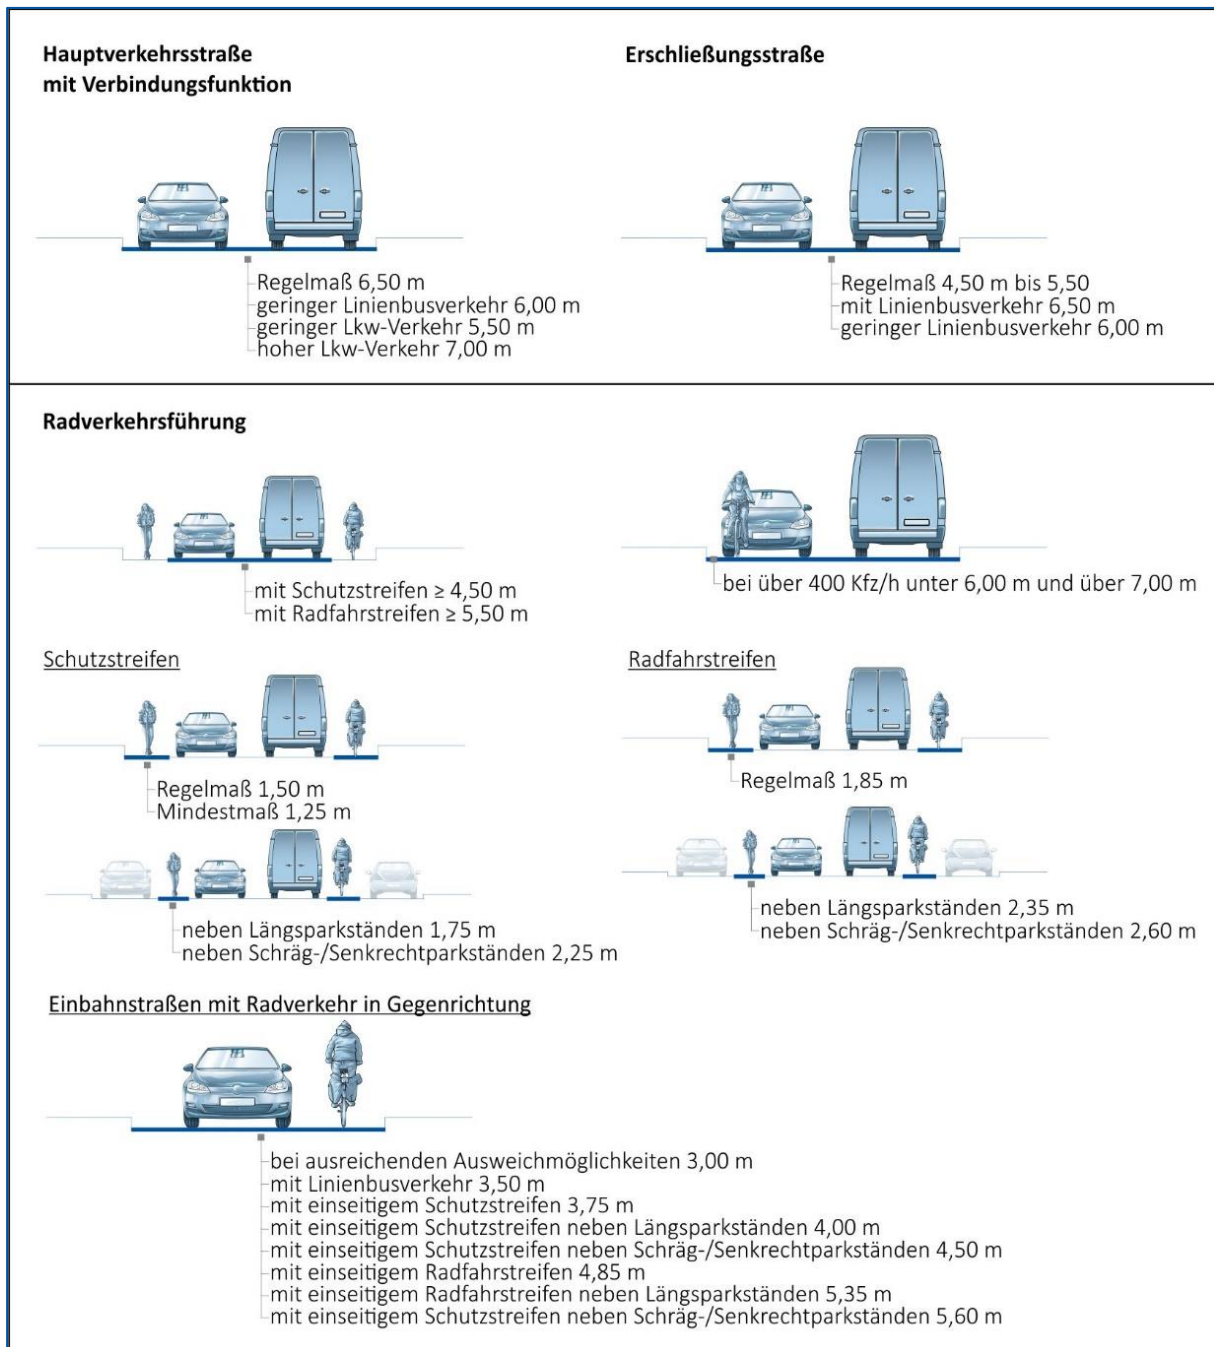 Hauptverkehrsstraße
mit Verbindungsfunktion
Regelmaß 6,50 m
geringer Linienbusverkehr 6,00 m
geringer Lkw-Verkehr 5,50 m
hoher Lkw-Verkehr 7,00 m
Erschließungsstraße
Regelmaß 4,50 m bis 5,50
mit Linienbusverkehr 6,50 m
geringer Linienbusverkehr 6,00 m
Radverkehrsführung
mit Schutzstreifen ≥ 4,50 m
mit Radfahrstreifen ≥ 5,50 m
bei über 400 Kfz/h unter 6,00 m und über 7,00 m
Schutzstreifen
Regelmaß 1,50 m
Mindestmaß 1,25 m
neben Längsparkständen 1,75 m
neben Schräg-/Senkrechtparkständen 2,25 m
Radfahrstreifen
Regelmaß 1,85 m
neben Längsparkständen 2,35 m
neben Schräg-/Senkrechtparkständen 2,60 m
Einbahnstraßen mit Radverkehr in Gegenrichtung
bei ausreichenden Ausweichmöglichkeiten 3,00 m
mit Linienbusverkehr 3,50 m
mit einseitigem Schutzstreifen 3,75 m
mit einseitigem Schutzstreifen neben Längsparkständen 4,00 m
mit einseitigem Schutzstreifen neben Schräg-/Senkrechtparkständen 4,50 m
mit einseitigem Radfahrstreifen 4,85 m
mit einseitigem Radfahrstreifen neben Längsparkständen 5,35 m
mit einseitigem Schutzstreifen neben Schräg-/Senkrechtparkständen 5,60 m